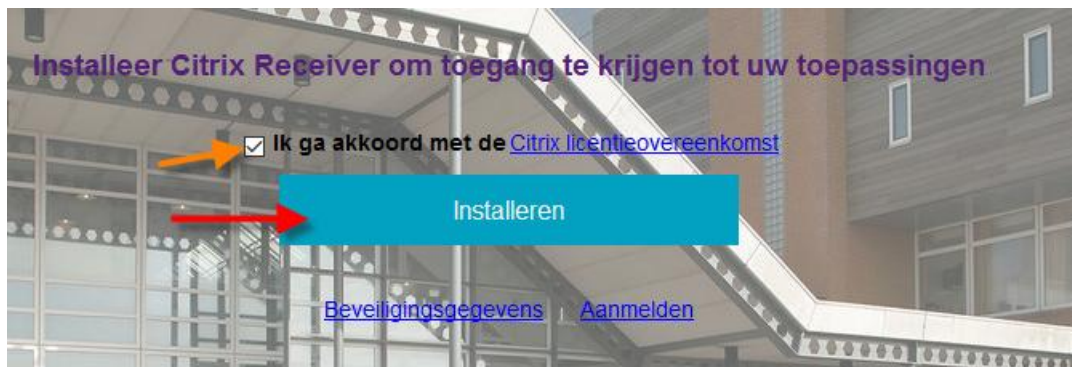 Installeer Citrix Receiver om toegang te krijgen tot uw toepassingen
Ik ga akkoord met de Citrix licentieovereenkomst
Installeren
Beveiligingsgegevens | Aanmelden